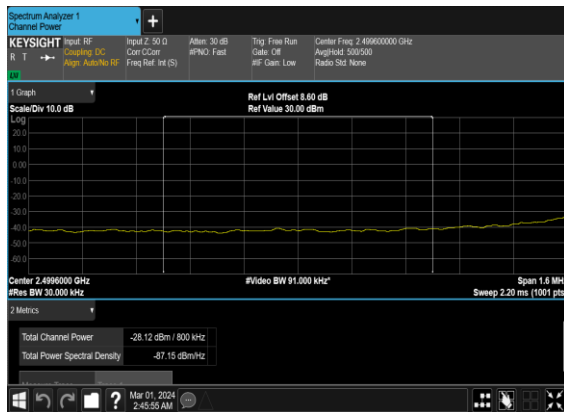 Spectrum Analyzer 1
Channel Power
KEYSIGHT
R T
LXI
Input: RF
Coupling: DC
Align: Auto/No RF
Input Z: 50 Ω
Corr CCorr
Freq Ref: Int (S)
Atten: 30 dB
#PNO: Fast
Trig: Free Run
Gate: Off
#IF Gain: Low
Center Freq: 2.499600000 GHz
Avg|Hold: 500/500
Radio Std: None
1 Graph
Scale/Div 10.0 dB
Ref Lvl Offset 8.60 dB
Ref Value 30.00 dBm
Log
20.0
10.0
0.00
-10.0
-20.0
-30.0
-40.0
-50.0
-60.0
Center 2.4996000 GHz
#Res BW 30.000 kHz
#Video BW 91.000 kHz*
Span 1.6 MH
Sweep 2.20 ms (1001 pts
2 Metrics
Total Channel Power -28.12 dBm / 800 kHz
Total Power Spectral Density -87.15 dBm/Hz
Mar 01, 2024
2:45:55 AM